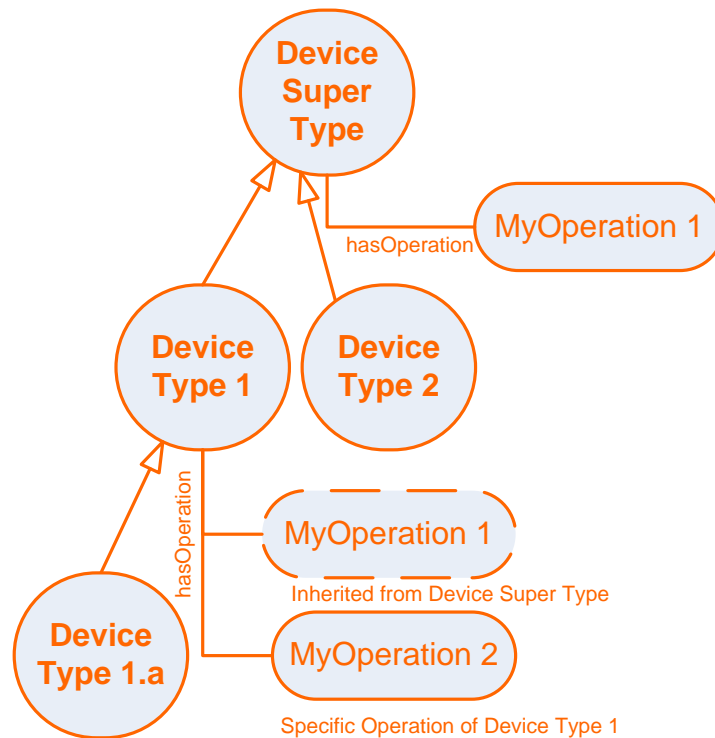 Device
Super
Type
MyOperation 1
hasOperation
Device
Type 1
Device
Type 2
hasOperation
MyOperation 1
Inherited from Device Super Type
Device
Type 1.a
MyOperation 2
Specific Operation of Device Type 1